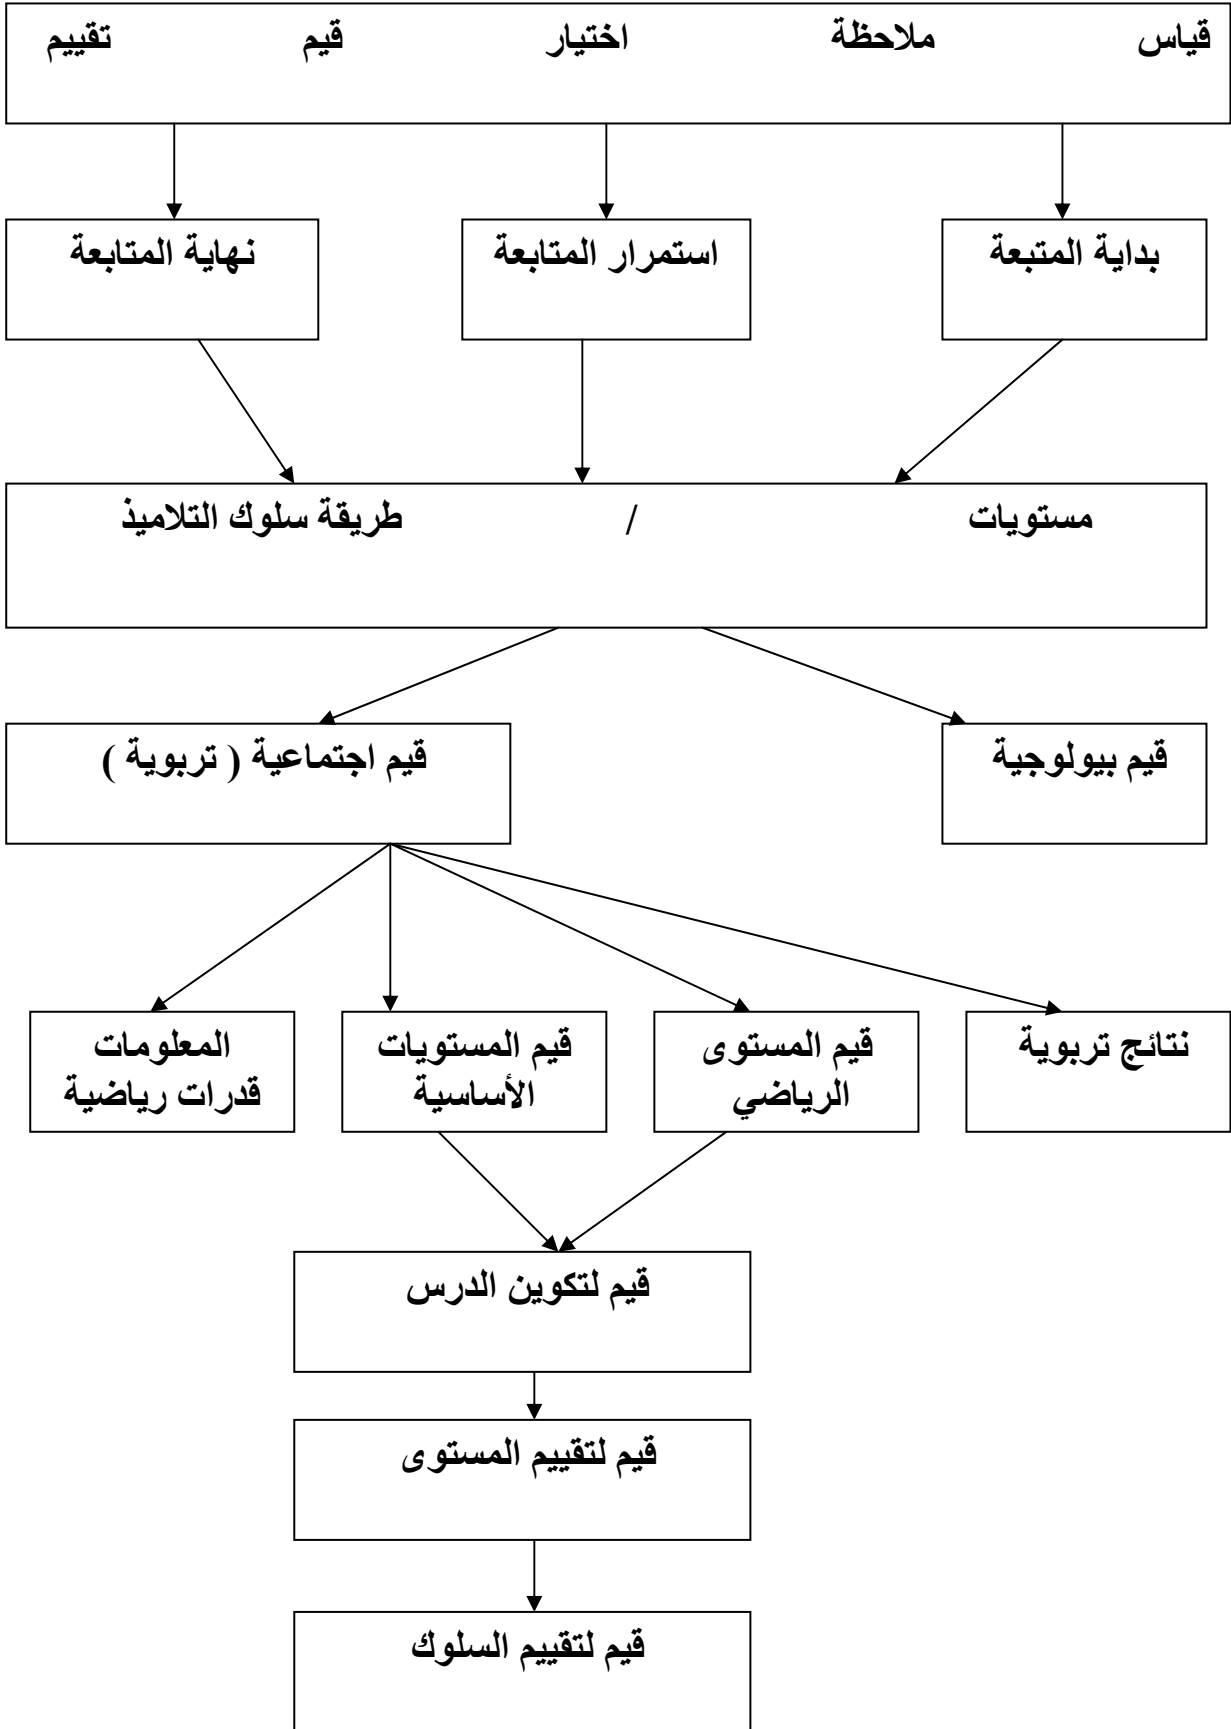 قياس ملاحظة اختيار قيم تقييم
بداية المتبعة
استمرار المتابعة
نهاية المتابعة
مستويات / طريقة سلوك التلاميذ
قيم بيولوجية
قيم اجتماعية ( تربوية )
نتائج تربوية
قيم المستوى
الرياضي
قيم المستويات
الأساسية
المعلومات
قدرات رياضية
قيم لتكوين الدرس
قيم لتقييم المستوى
قيم لتقييم السلوك